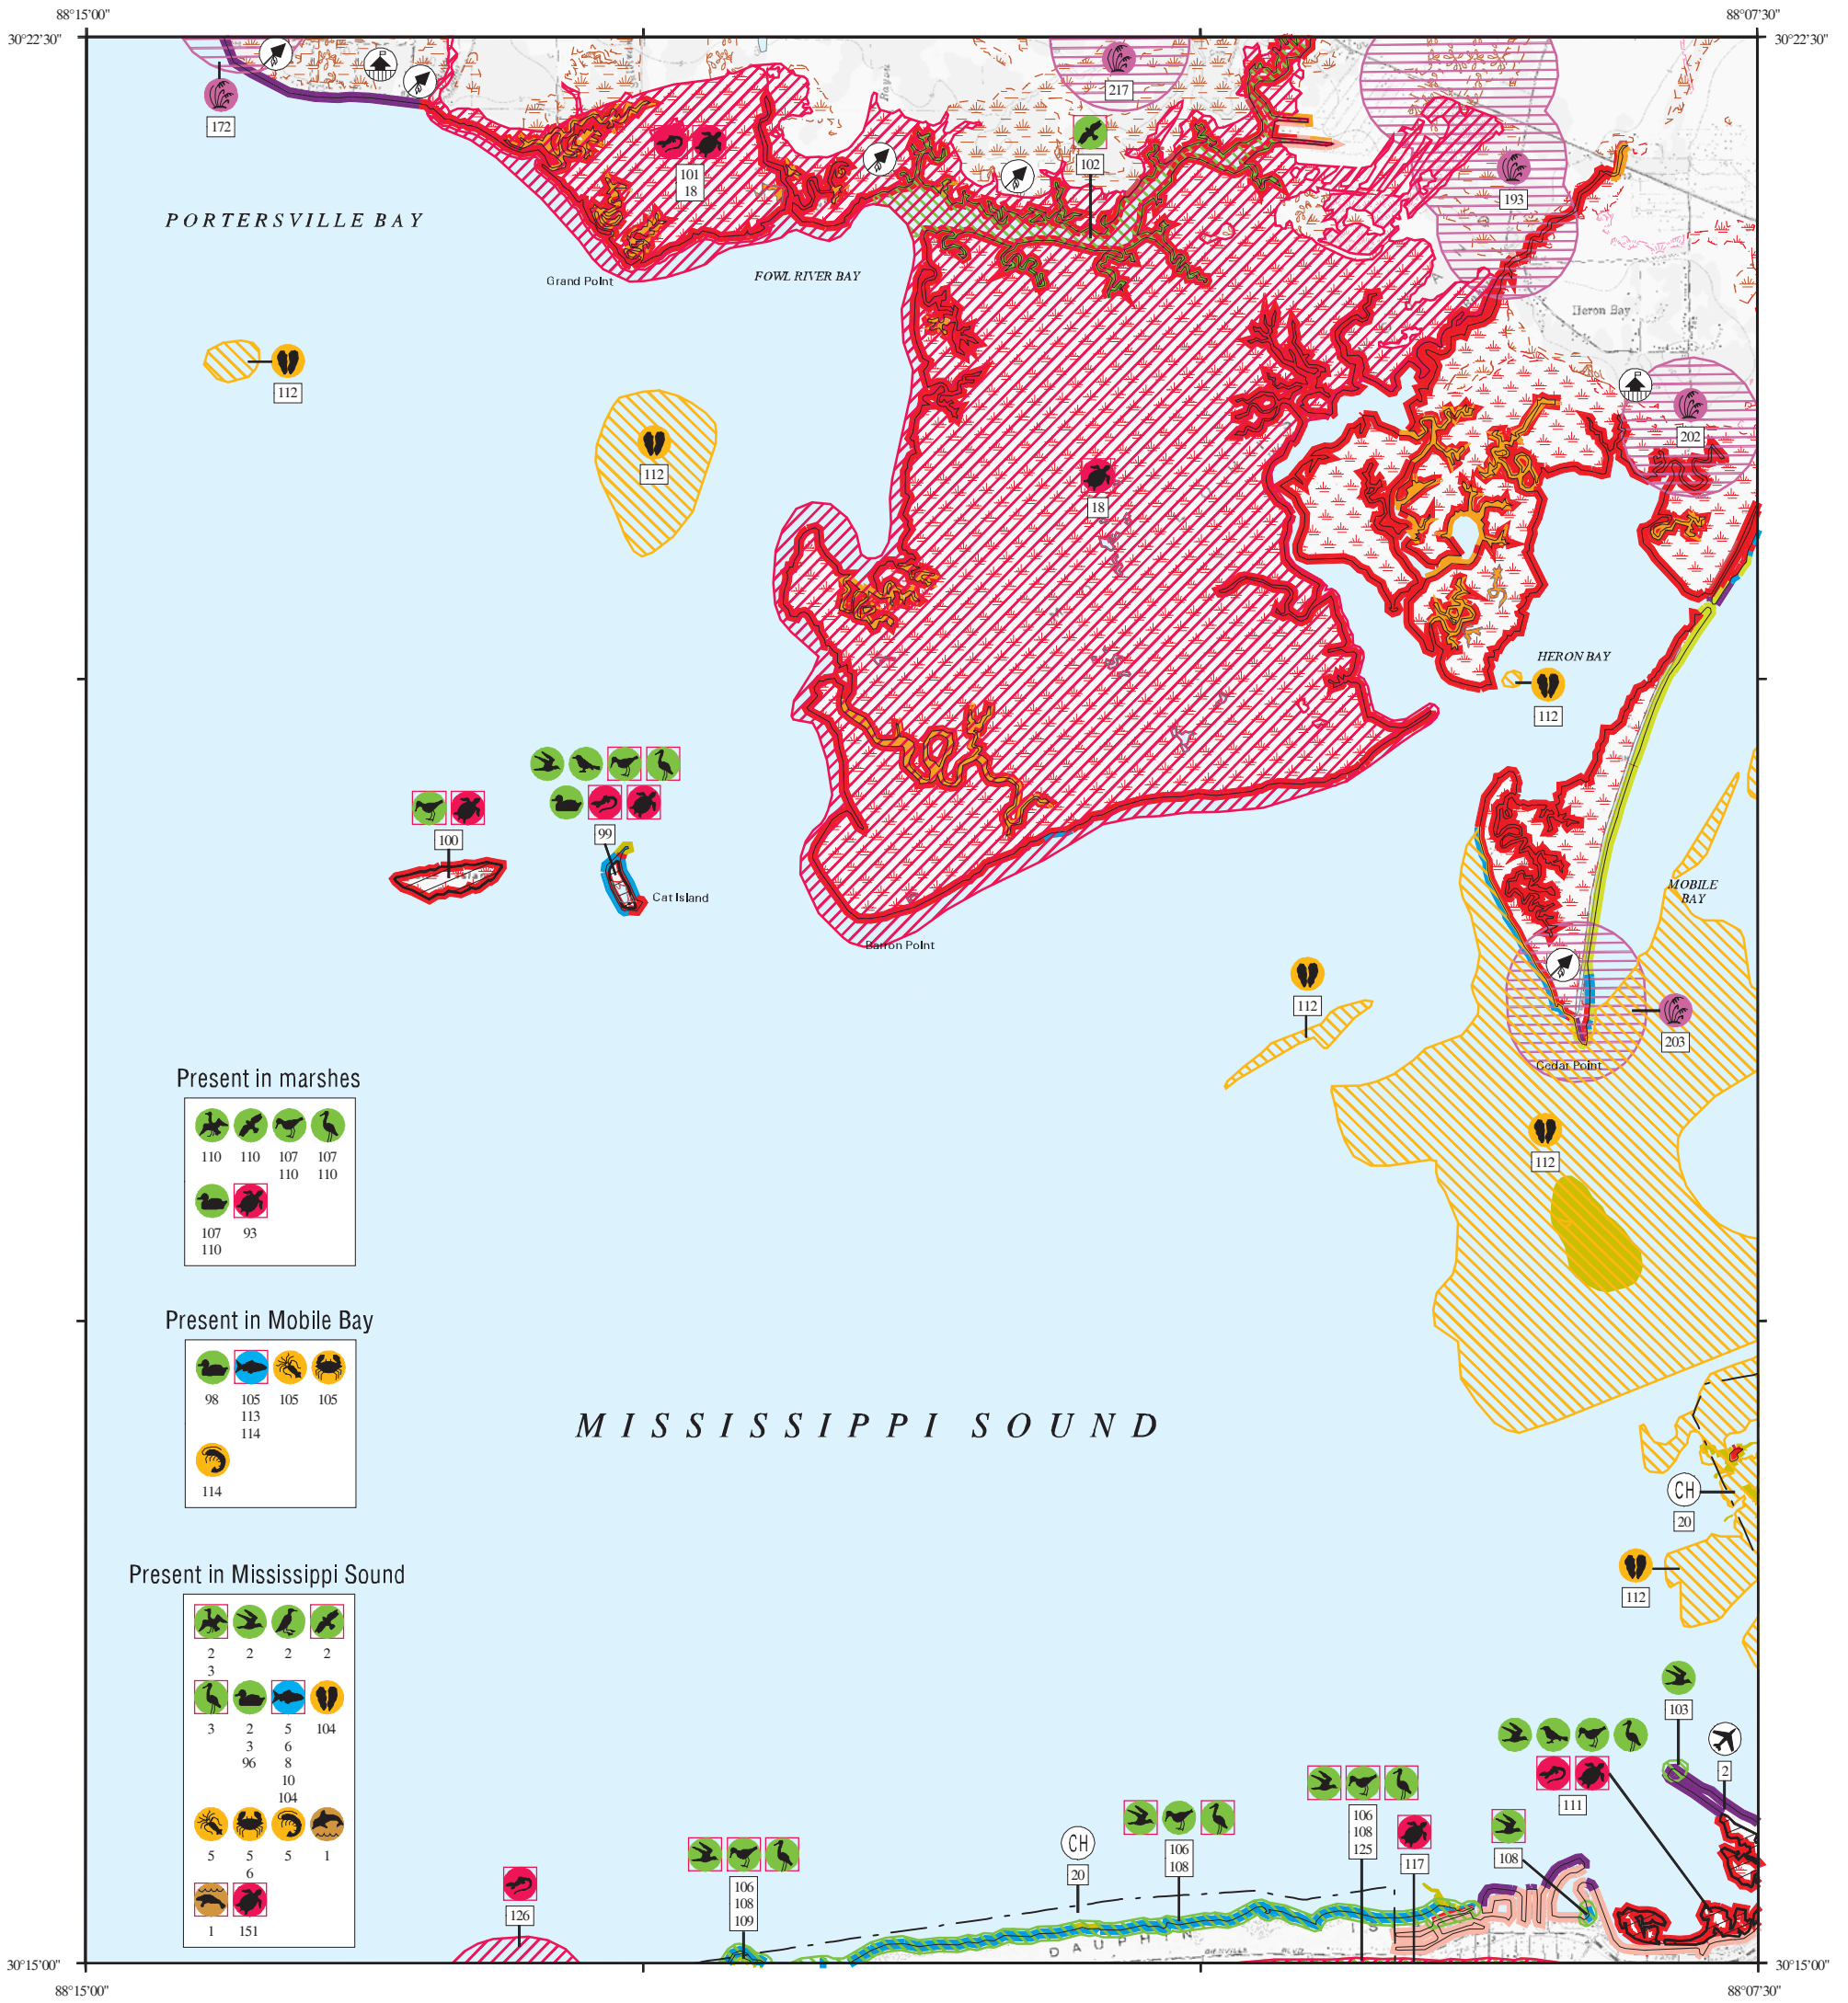 88°15'00"
88°07'30"
30°22'30"
30°22'30"
172
217
102
101
18
193
PORTERSVILLE BAY
Grand Point
FOWL RIVER BAY
Heron Bay
112
202
112
18
HERON BAY
112
100
99
Cat Island
MOBILE
BAY
Barron Point
112
203
Cedar Point
112
Present in marshes
110 110 107 107
110 110
107 93
110
Present in Mobile Bay
98 105 105 105
113
114
114
MISSISSIPPI SOUND
CH
20
112
Present in Mississippi Sound
2 2 2 2
3
3 2 5 104
3 6
96 8
10
104
5 5 5 1
6
1 151
103
2
111
106
108
125
117
108
106
108
CH
20
106
108
109
126
DAUPHIN IS
30°15'00"
30°15'00"
88°15'00"
88°07'30"